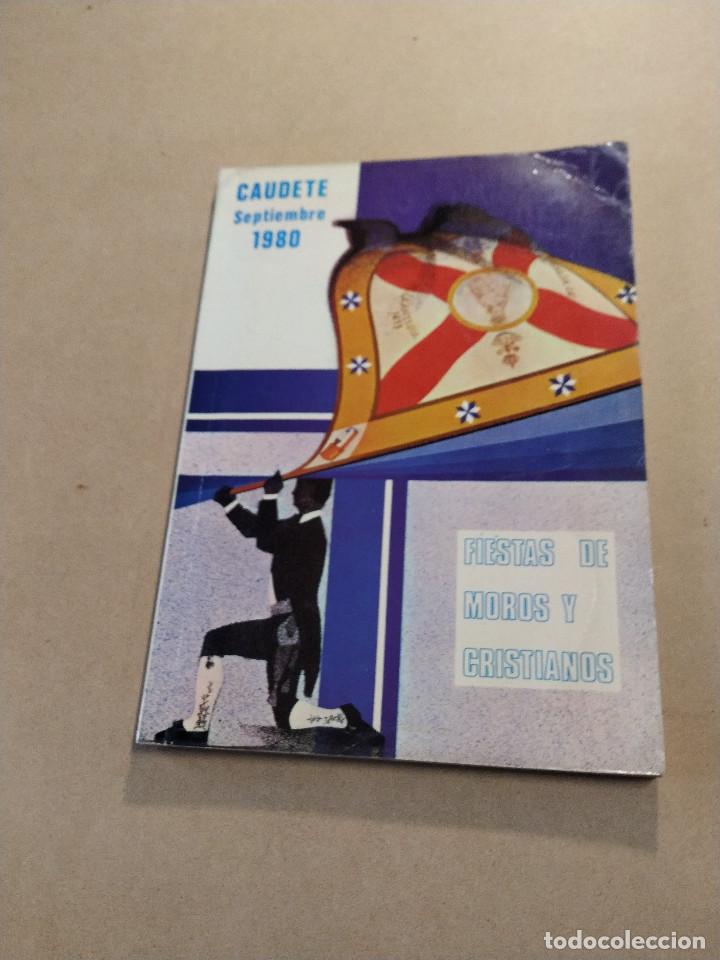 CAUDETE
Septiembre
1980
FIESTAS DE
MOROS Y
CRISTIANOS
todocoleccion